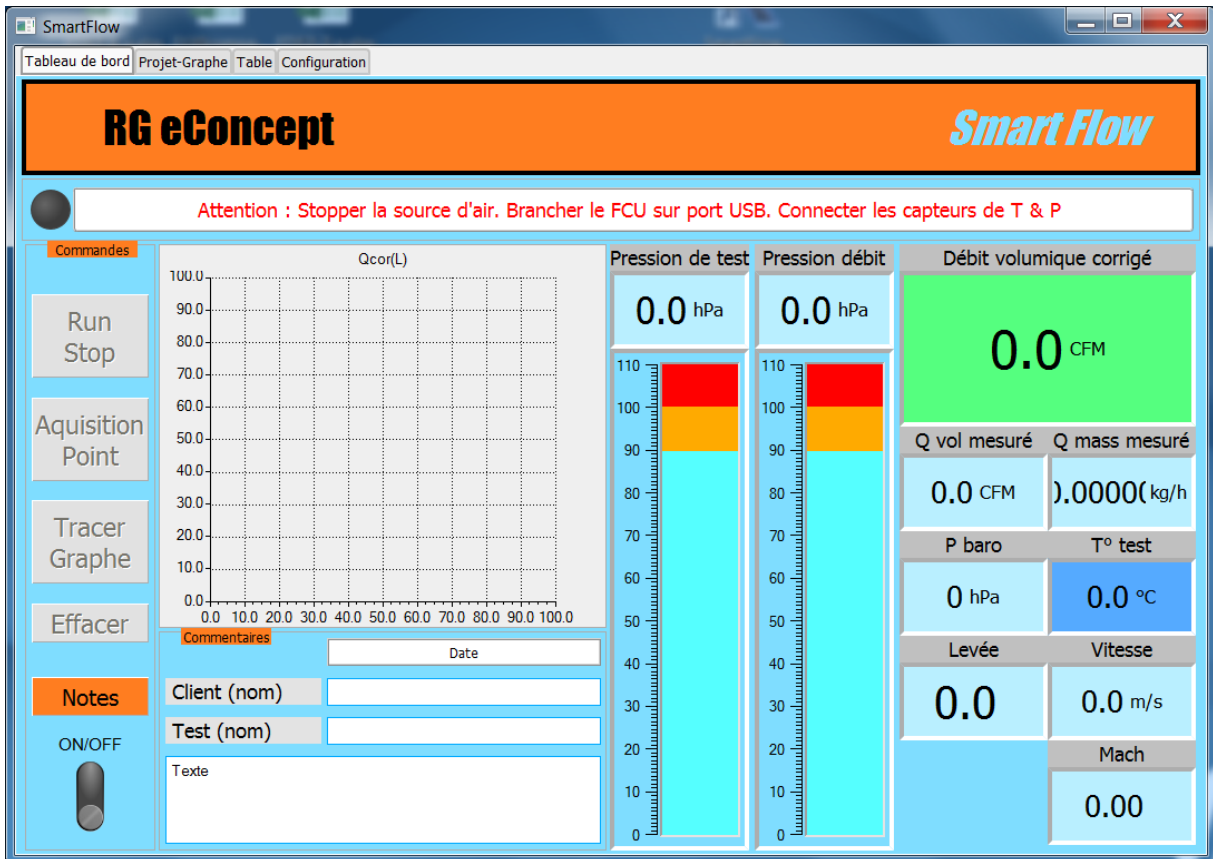 SmartFlow
Tableau de bord Projet-Graphe Table Configuration
RG eConcept
Smart Flow
Attention : Stopper la source d'air. Brancher le FCU sur port USB. Connecter les capteurs de T & P
Commandes
Run
Stop
Aquisition
Point
Tracer
Graphe
Effacer
Notes
ON/OFF
Qcor(L)
100.0
90.0
80.0
70.0
60.0
50.0
40.0
30.0
20.0
10.0
0.0
0.0 10.0 20.0 30.0 40.0 50.0 60.0 70.0 80.0 90.0 100.0
Commentaires
Date
Client (nom)
Test (nom)
Texte
Pression de test
0.0 hPa
110
100
90
80
70
60
50
40
30
20
10
0
Pression débit
0.0 hPa
110
100
90
80
70
60
50
40
30
20
10
0
Débit volumique corrigé
0.0 CFM
Q vol mesuré Q mass mesuré
0.0 CFM .0000 kg/h
P baro T° test
0 hPa 0.0 °C
Levée Vitesse
0.0 0.0 m/s
Mach
0.00